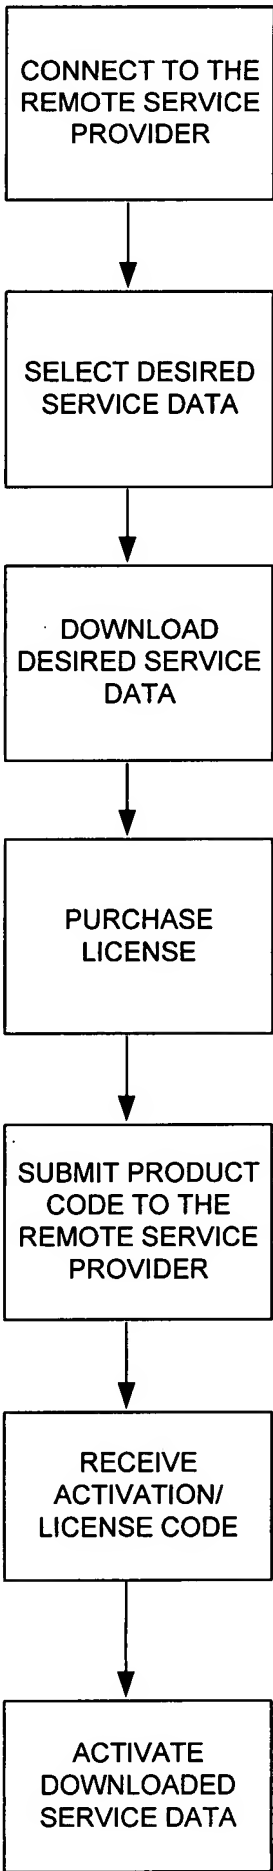 CONNECT TO THE
REMOTE SERVICE
PROVIDER
SELECT DESIRED
SERVICE DATA
DOWNLOAD
DESIRED SERVICE
DATA
PURCHASE
LICENSE
SUBMIT PRODUCT
CODE TO THE
REMOTE SERVICE
PROVIDER
RECEIVE
ACTIVATION/
LICENSE CODE
ACTIVATE
DOWNLOADED
SERVICE DATA